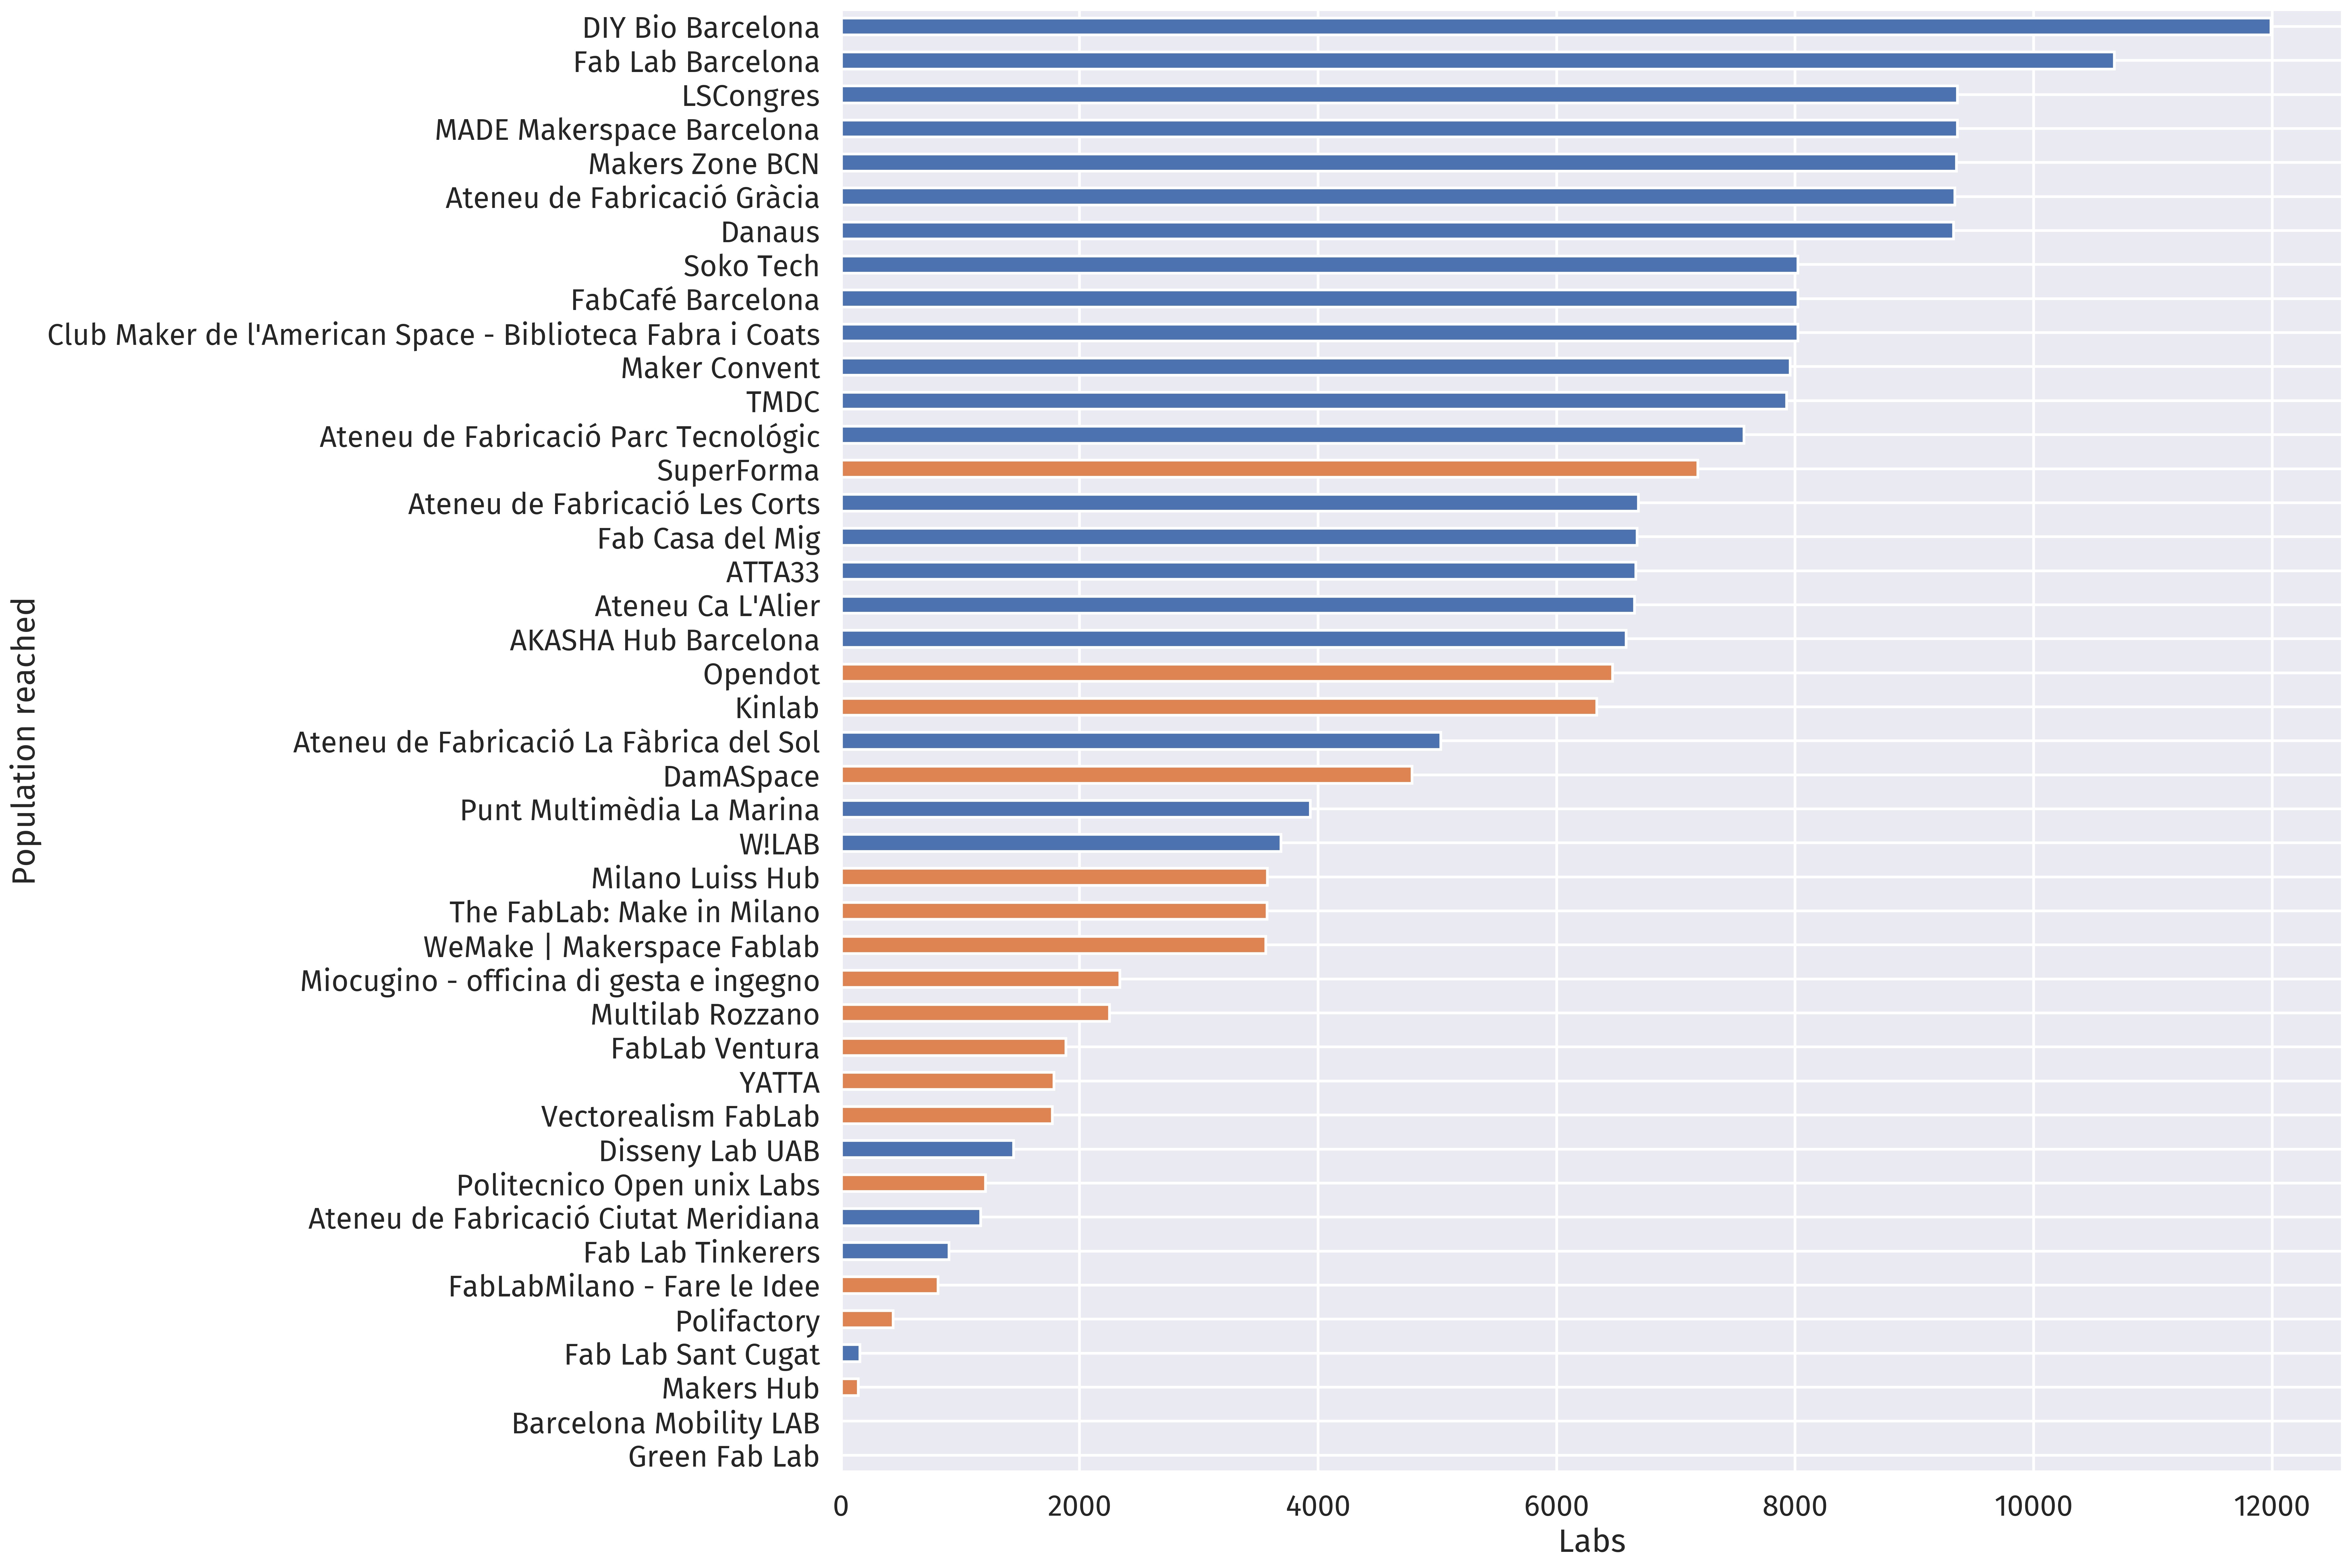 DIY Bio Barcelona
Fab Lab Barcelona
LSCongres
MADE Makerspace Barcelona
Makers Zone BCN
Ateneu de Fabricació Gràcia
Danaus
Soko Tech
FabCafé Barcelona
Club Maker de l'American Space - Biblioteca Fabra i Coats
Maker Convent
TMDC
Ateneu de Fabricació Parc Tecnológic
SuperForma
Ateneu de Fabricació Les Corts
Fab Casa del Mig
ATTA33
Ateneu Ca L'Alier
AKASHA Hub Barcelona
Opendot
Kinlab
Ateneu de Fabricació La Fàbrica del Sol
DamASpace
Punt Multimèdia La Marina
W!LAB
Milano Luiss Hub
The FabLab: Make in Milano
WeMake | Makerspace Fablab
Miocugino - officina di gesta e ingegno
Multilab Rozzano
FabLab Ventura
YATTA
Vectorealism FabLab
Disseny Lab UAB
Politecnico Open unix Labs
Ateneu de Fabricació Ciutat Meridiana
Fab Lab Tinkerers
FabLabMilano - Fare le Idee
Polifactory
Fab Lab Sant Cugat
Makers Hub
Barcelona Mobility LAB
Green Fab Lab
Population reached
0 2000 4000 6000 8000 10000 12000
Labs